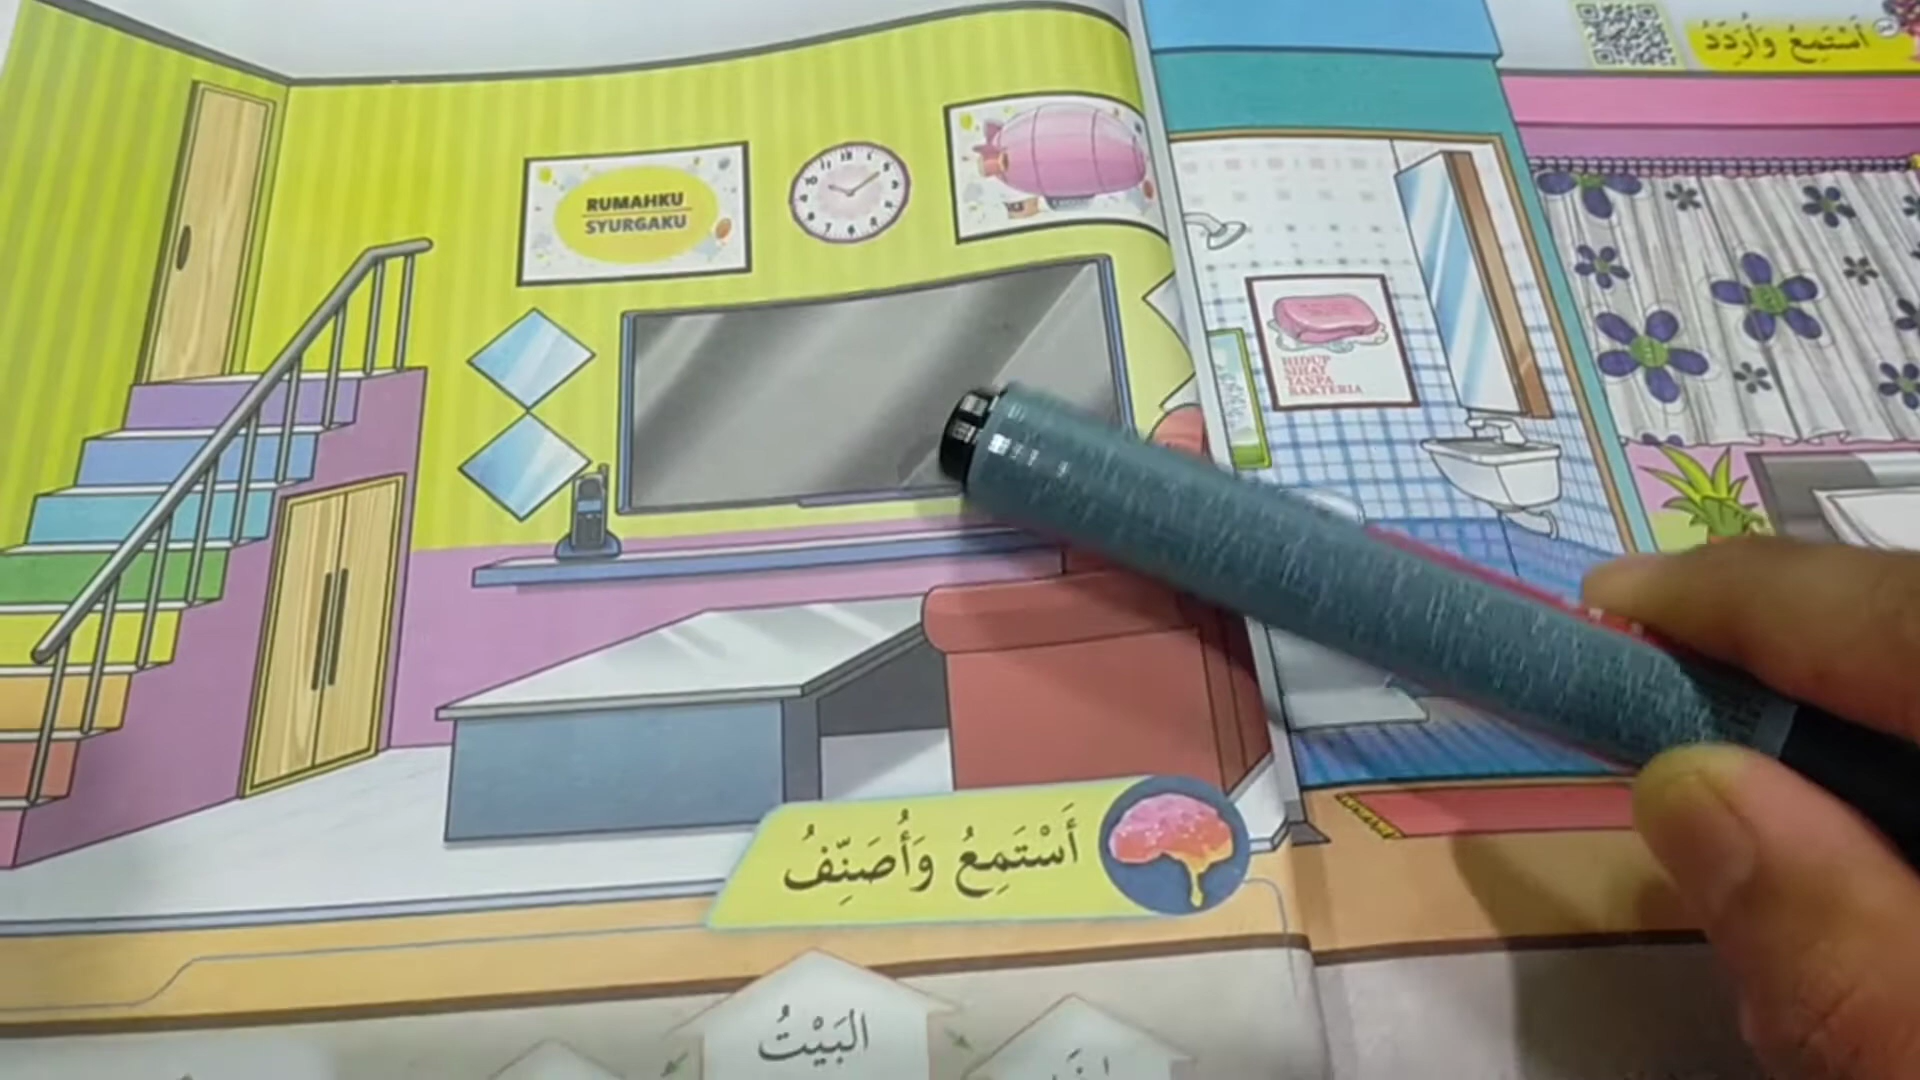 أَسْتَمِعُ وَأُرَدِّدُ
RUMAHKU
SYURGAKU
HIDUP
SIHAT
TANPA
BAKTERIA
أَسْتَمِعُ وَأُصَنِّفُ
البَيْتُ